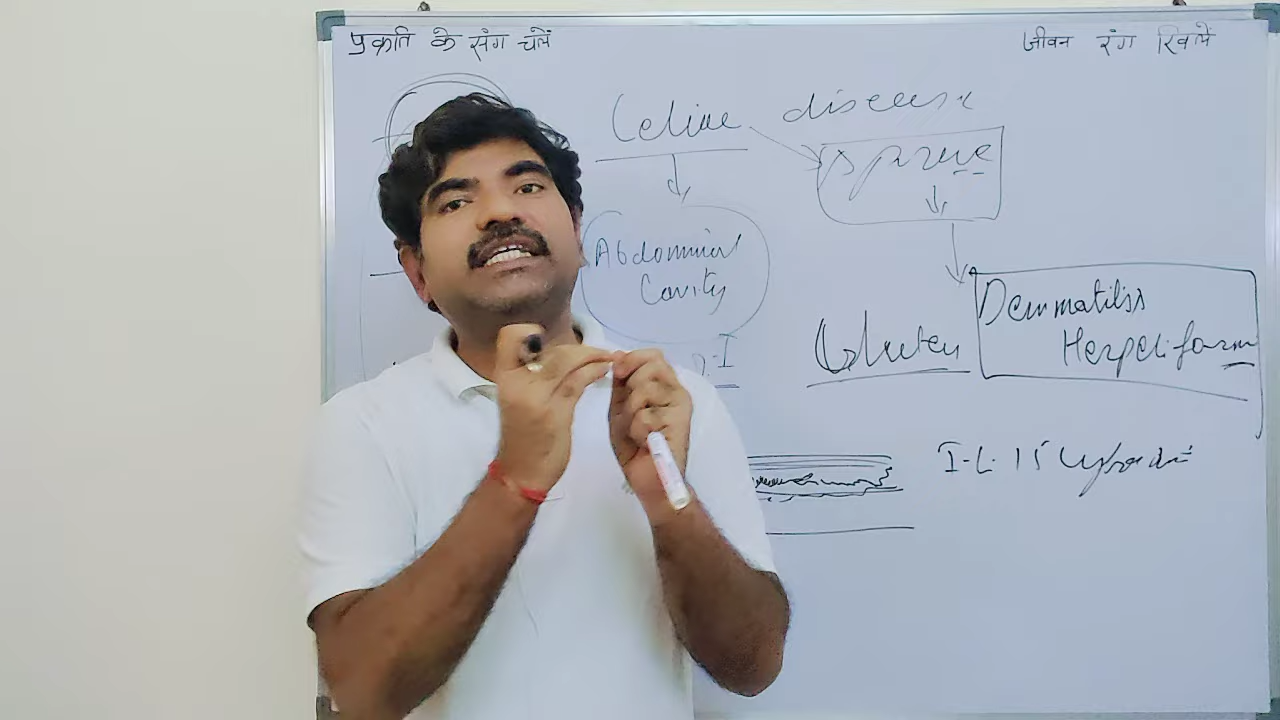 प्रकृति के संग चलें
जीवन रंग खिलें
Celiac disease
sprue
Abdominal
Cavity
Gluten
Dermatitis
Herpetiform
I-L 15
I